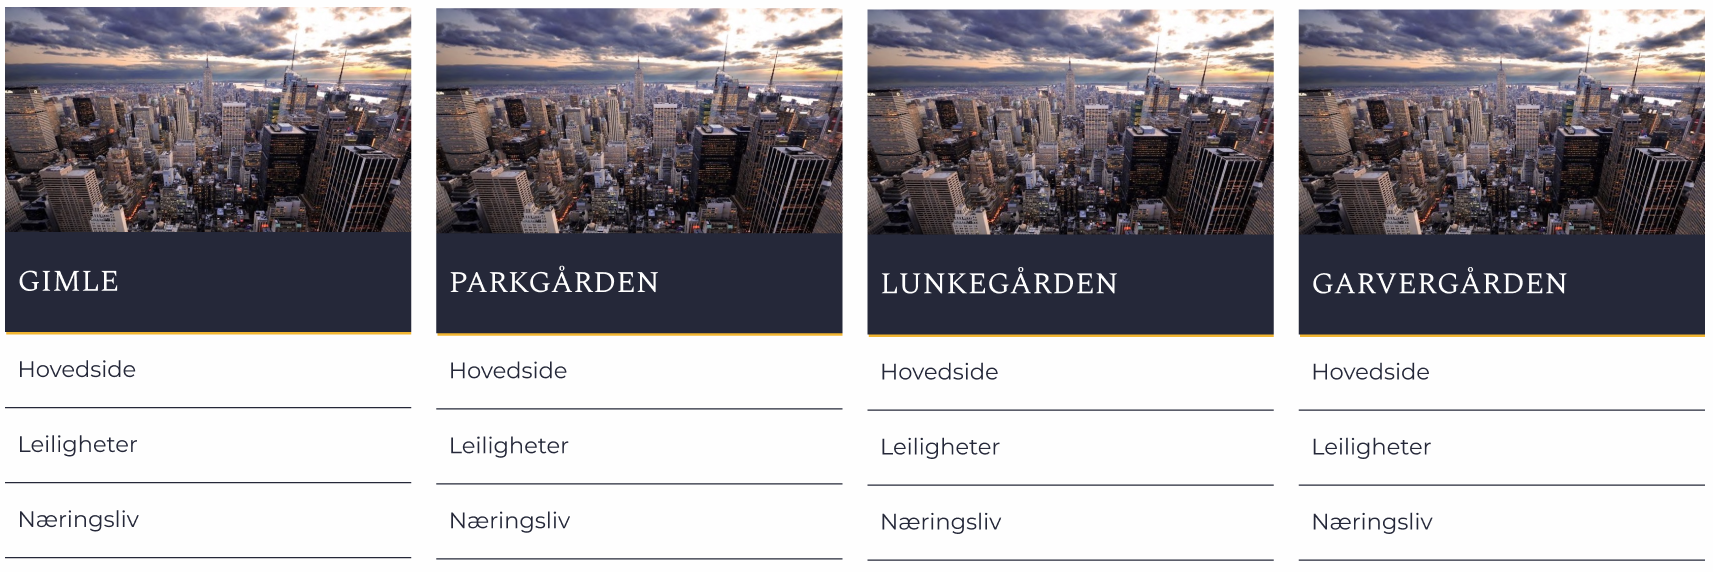 GIMLE
Hovedside
Leiligheter
Næringsliv
PARKGÅRDEN
Hovedside
Leiligheter
Næringsliv
LUNKEGÅRDEN
Hovedside
Leiligheter
Næringsliv
GARVERGÅRDEN
Hovedside
Leiligheter
Næringsliv